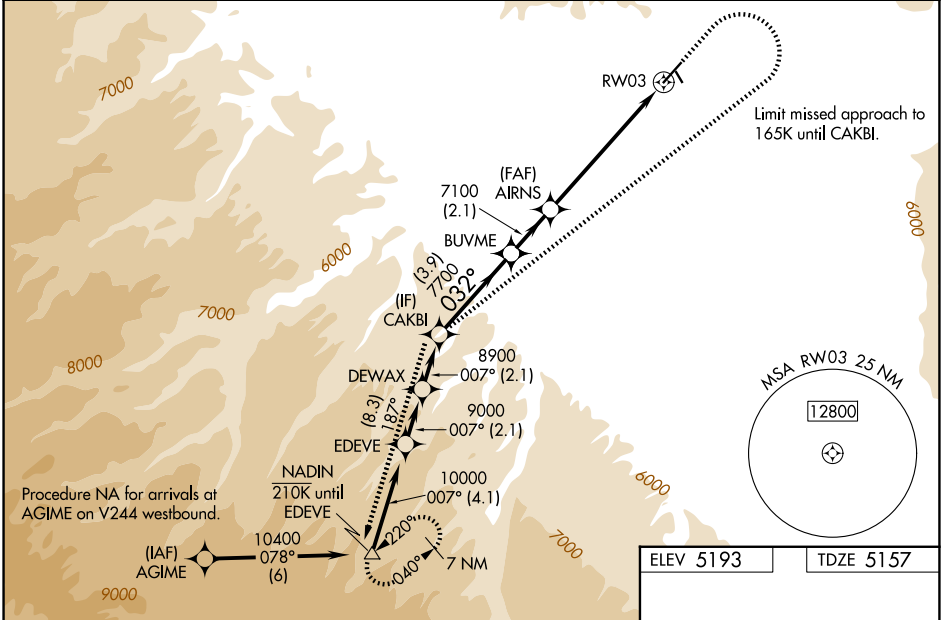 7000
RW03
Limit missed approach to
165K until CAKBI.
(FAF)
AIRNS
7100
(2.1)
BUVME
6000
6000
(3.9)
7700
032°
(IF)
CAKBI
7000
8000
8900
007° (2.1)
DEWAX
MSA RW03 25 NM
12800
(8.3)
187°
9000
007° (2.1)
EDEVE
NADIN
210K until
EDEVE
10000
007° (4.1)
6000
Procedure NA for arrivals at
AGIME on V244 westbound.
(IAF)
AGIME
10400
078°
(6)
220°
040°
7 NM
7000
9000
ELEV 5193
TDZE 5157